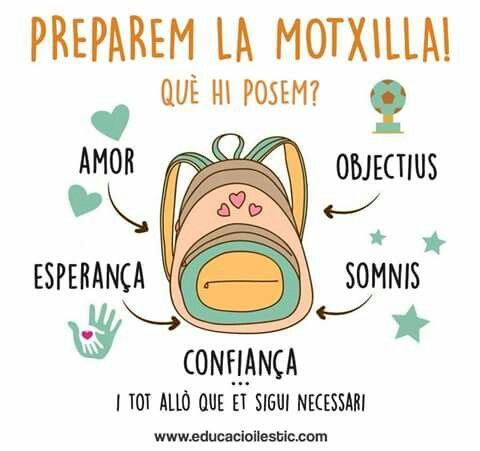 PREPAREM LA MOTXILLA!
QUÈ HI POSEM?
AMOR
OBJECTIUS
ESPERANÇA
SOMNIS
CONFIANÇA
...
I TOT ALLÒ QUE ET SIGUI NECESSARI
www.educacioilestic.com